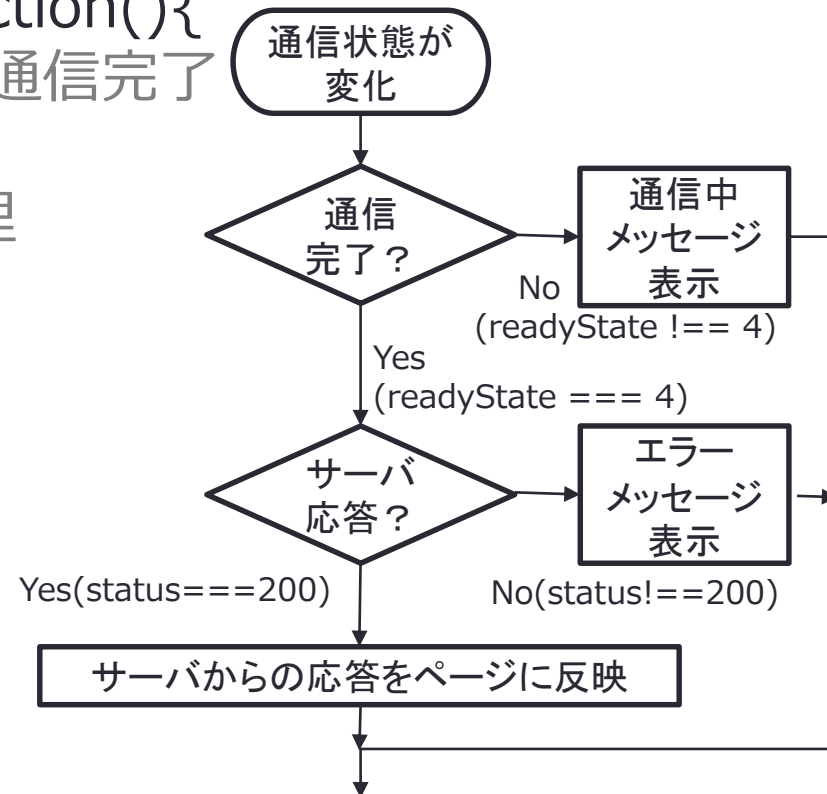 ction(){
通信完了
理
通信状態が
変化
通信
完了？
通信中
メッセージ
表示
No
(readyState !== 4)
Yes
(readyState === 4)
サーバ
応答？
エラー
メッセージ
表示
Yes(status===200)
No(status!==200)
サーバからの応答をページに反映